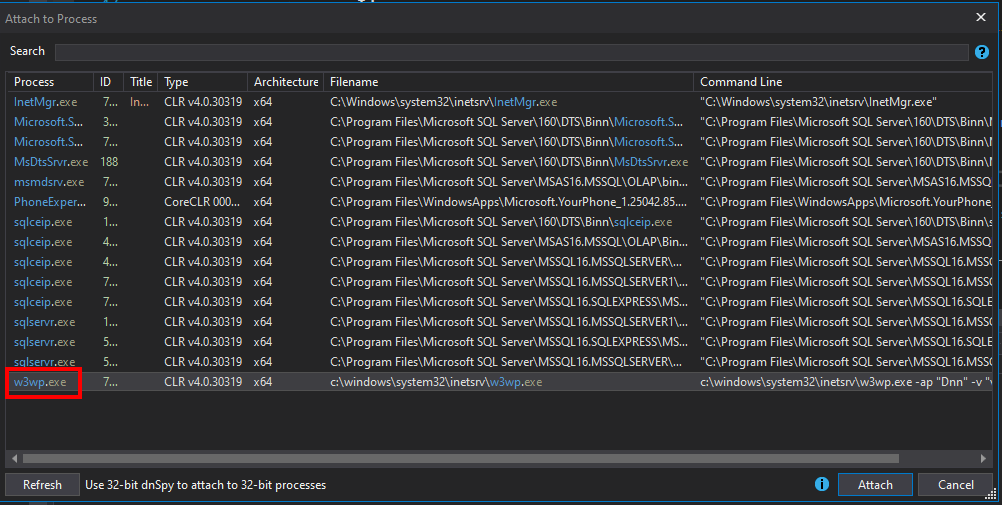 Attach to Process
Search
Process ID Title Type Architecture Filename Command Line
InetMgr.exe 7... In... CLR v4.0.30319 x64 C:\Windows\system32\inetsrv\InetMgr.exe "C:\Windows\system32\inetsrv\InetMgr.exe"
Microsoft.S... 3... CLR v4.0.30319 x64 C:\Program Files\Microsoft SQL Server\160\DTS\Binn\Microsoft.S... "C:\Program Files\Microsoft SQL Server\160\DTS\Binn\M
Microsoft.S... 7... CLR v4.0.30319 x64 C:\Program Files\Microsoft SQL Server\160\DTS\Binn\Microsoft.S... "C:\Program Files\Microsoft SQL Server\160\DTS\Binn\M
MsDtsSrvr.exe 188 CLR v4.0.30319 x64 C:\Program Files\Microsoft SQL Server\160\DTS\Binn\MsDtsSrvr.exe "C:\Program Files\Microsoft SQL Server\160\DTS\Binn\M
msmdsrv.exe 7... CLR v4.0.30319 x64 C:\Program Files\Microsoft SQL Server\MSAS16.MSSQL\OLAP\bin... "C:\Program Files\Microsoft SQL Server\MSAS16.MSSQL
PhoneExper... 9... CoreCLR 000... x64 C:\Program Files\WindowsApps\Microsoft.YourPhone_1.25042.85.... "C:\Program Files\WindowsApps\Microsoft.YourPhone_
sqlceip.exe 1... CLR v4.0.30319 x64 C:\Program Files\Microsoft SQL Server\160\DTS\Binn\sqlceip.exe "C:\Program Files\Microsoft SQL Server\160\DTS\Binn\s
sqlceip.exe 4... CLR v4.0.30319 x64 C:\Program Files\Microsoft SQL Server\MSAS16.MSSQL\OLAP\Bin... "C:\Program Files\Microsoft SQL Server\MSAS16.MSSQL
sqlceip.exe 4... CLR v4.0.30319 x64 C:\Program Files\Microsoft SQL Server\MSSQL16.MSSQLSERVER1\... "C:\Program Files\Microsoft SQL Server\MSSQL16.MSSC
sqlceip.exe 7... CLR v4.0.30319 x64 C:\Program Files\Microsoft SQL Server\MSSQL16.MSSQLSERVER\... "C:\Program Files\Microsoft SQL Server\MSSQL16.MSSC
sqlceip.exe 7... CLR v4.0.30319 x64 C:\Program Files\Microsoft SQL Server\MSSQL16.SQLEXPRESS\MS... "C:\Program Files\Microsoft SQL Server\MSSQL16.SQLE
sqlservr.exe 1... CLR v4.0.30319 x64 C:\Program Files\Microsoft SQL Server\MSSQL16.MSSQLSERVER1\... "C:\Program Files\Microsoft SQL Server\MSSQL16.MSSC
sqlservr.exe 5... CLR v4.0.30319 x64 C:\Program Files\Microsoft SQL Server\MSSQL16.SQLEXPRESS\MS... "C:\Program Files\Microsoft SQL Server\MSSQL16.SQLE
sqlservr.exe 5... CLR v4.0.30319 x64 C:\Program Files\Microsoft SQL Server\MSSQL16.MSSQLSERVER\... "C:\Program Files\Microsoft SQL Server\MSSQL16.MSSC
w3wp.exe 7... CLR v4.0.30319 x64 c:\windows\system32\inetsrv\w3wp.exe c:\windows\system32\inetsrv\w3wp.exe -ap "Dnn" -v "v
Refresh Use 32-bit dnSpy to attach to 32-bit processes Attach Cancel